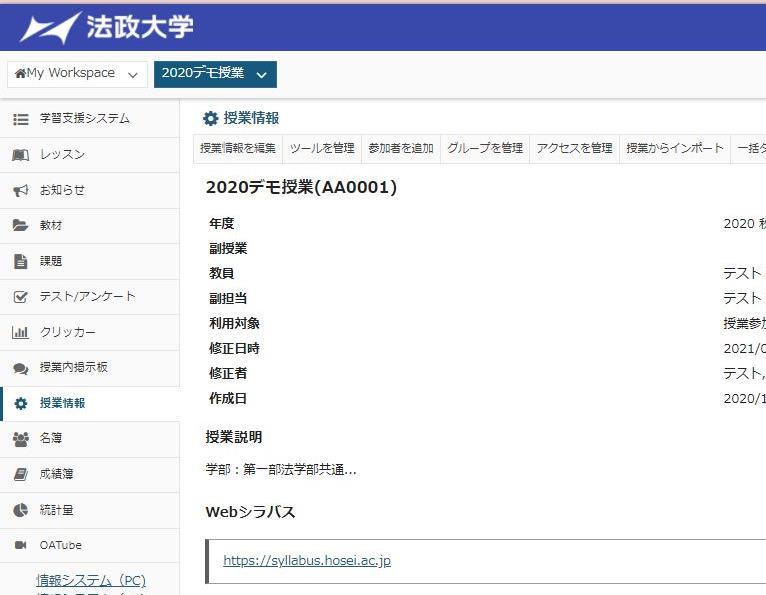 法政大学
My Workspace
2020デモ授業
学習支援システム
レッスン
お知らせ
教材
課題
テスト/アンケート
クリッカー
授業内掲示板
授業情報
名簿
成績簿
統計量
OATube
情報システム（PC)
授業情報
授業情報を編集 ツールを管理 参加者を追加 グループを管理 アクセスを管理 授業からインポート 一括
2020デモ授業(AA0001)
年度 2020
副授業
教員 テスト
副担当 テスト
利用対象 授業参加
修正日時 2021/0
修正者 テスト,
作成日 2020/1
授業説明
学部：第一部法学部共通...
Webシラバス
https://syllabus.hosei.ac.jp